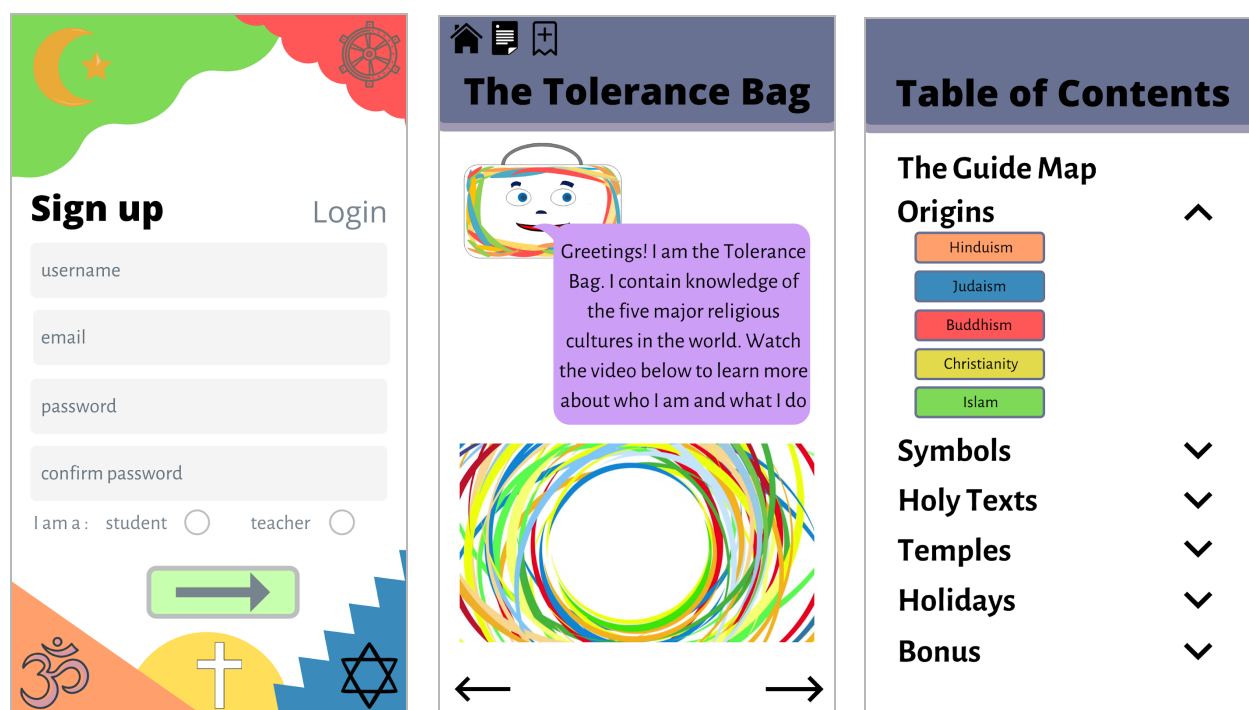 Sign up
Login
username
email
password
confirm password
I am a : student teacher
The Tolerance Bag
Greetings! I am the Tolerance
Bag. I contain knowledge of
the five major religious
cultures in the world. Watch
the video below to learn more
about who I am and what I do
Table of Contents
The Guide Map
Origins
Hinduism
Judaism
Buddhism
Christianity
Islam
Symbols
Holy Texts
Temples
Holidays
Bonus